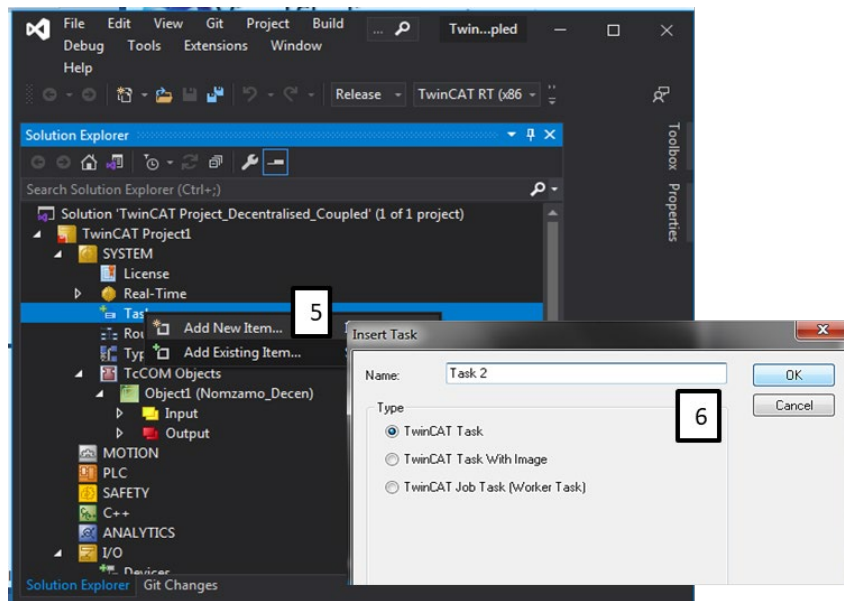 File Edit View Git Project Build ... Twin...pled
Debug Tools Extensions Window
Help
Release TwinCAT RT (x86
Solution Explorer
Search Solution Explorer (Ctrl+;)
Solution 'TwinCAT Project_Decentralised_Coupled' (1 of 1 project)
TwinCAT Project1
SYSTEM
License
Real-Time
Add New Item...
Add Existing Item...
5
TcCOM Objects
Object1 (Nomzamo_Decen)
Input
Output
MOTION
PLC
SAFETY
C++
ANALYTICS
I/O
Devices
Solution Explorer Git Changes
Toolbox
Properties
Insert Task
Name: Task 2 OK
Type Cancel
6
TwinCAT Task
TwinCAT Task With Image
TwinCAT Job Task (Worker Task)